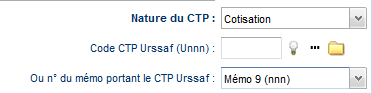 Nature du CTP : Cotisation
Code CTP Urssaf (Unnn) :
Ou n° du mémo portant le CTP Urssaf : Mémo 9 (nnn)